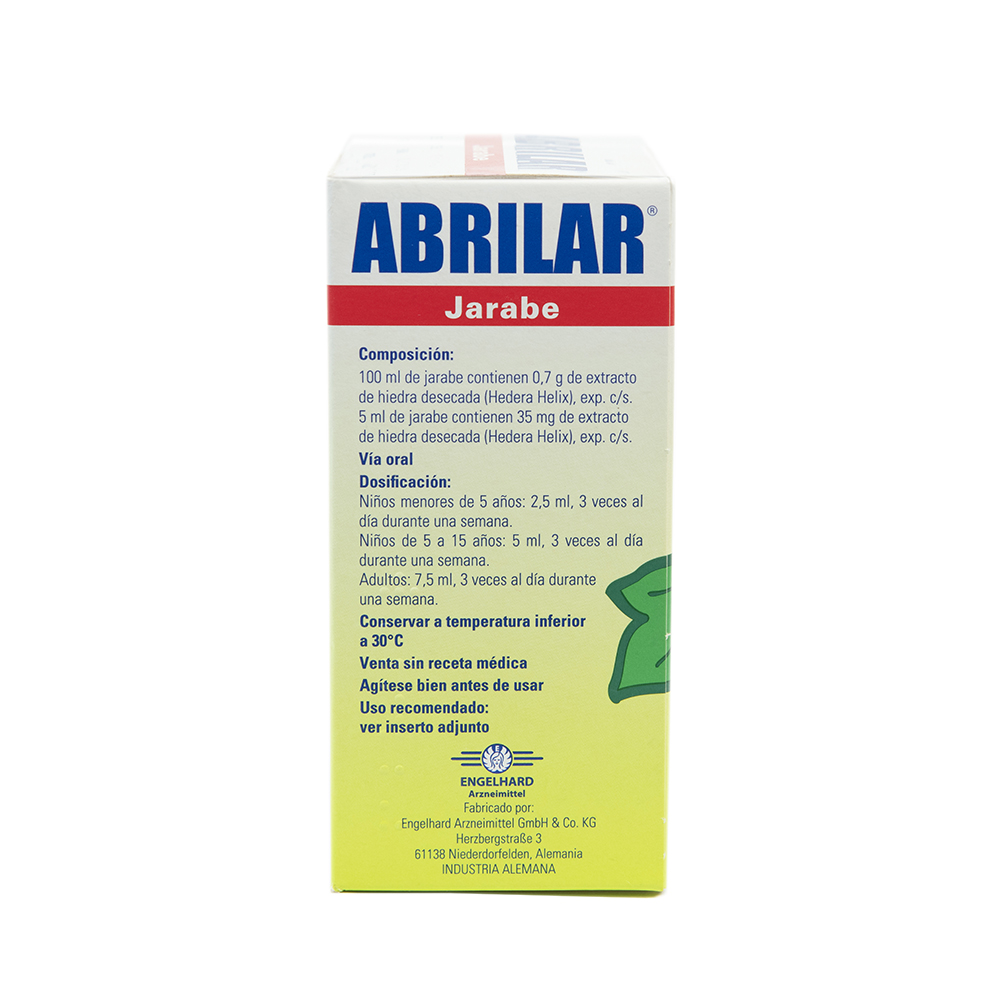 ABRILAR®
Jarabe
Composición:
100 ml de jarabe contienen 0,7 g de extracto
de hiedra desecada (Hedera Helix), exp. c/s.
5 ml de jarabe contienen 35 mg de extracto
de hiedra desecada (Hedera Helix), exp. c/s.
Vía oral
Dosificación:
Niños menores de 5 años: 2,5 ml, 3 veces al
día durante una semana.
Niños de 5 a 15 años: 5 ml, 3 veces al día
durante una semana.
Adultos: 7,5 ml, 3 veces al día durante
una semana.
Conservar a temperatura inferior
a 30°C
Venta sin receta médica
Agítese bien antes de usar
Uso recomendado:
ver inserto adjunto
ENGELHARD
Arzneimittel
Fabricado por:
Engelhard Arzneimittel GmbH & Co. KG
Herzbergstraße 3
61138 Niederdorfelden, Alemania
INDUSTRIA ALEMANA